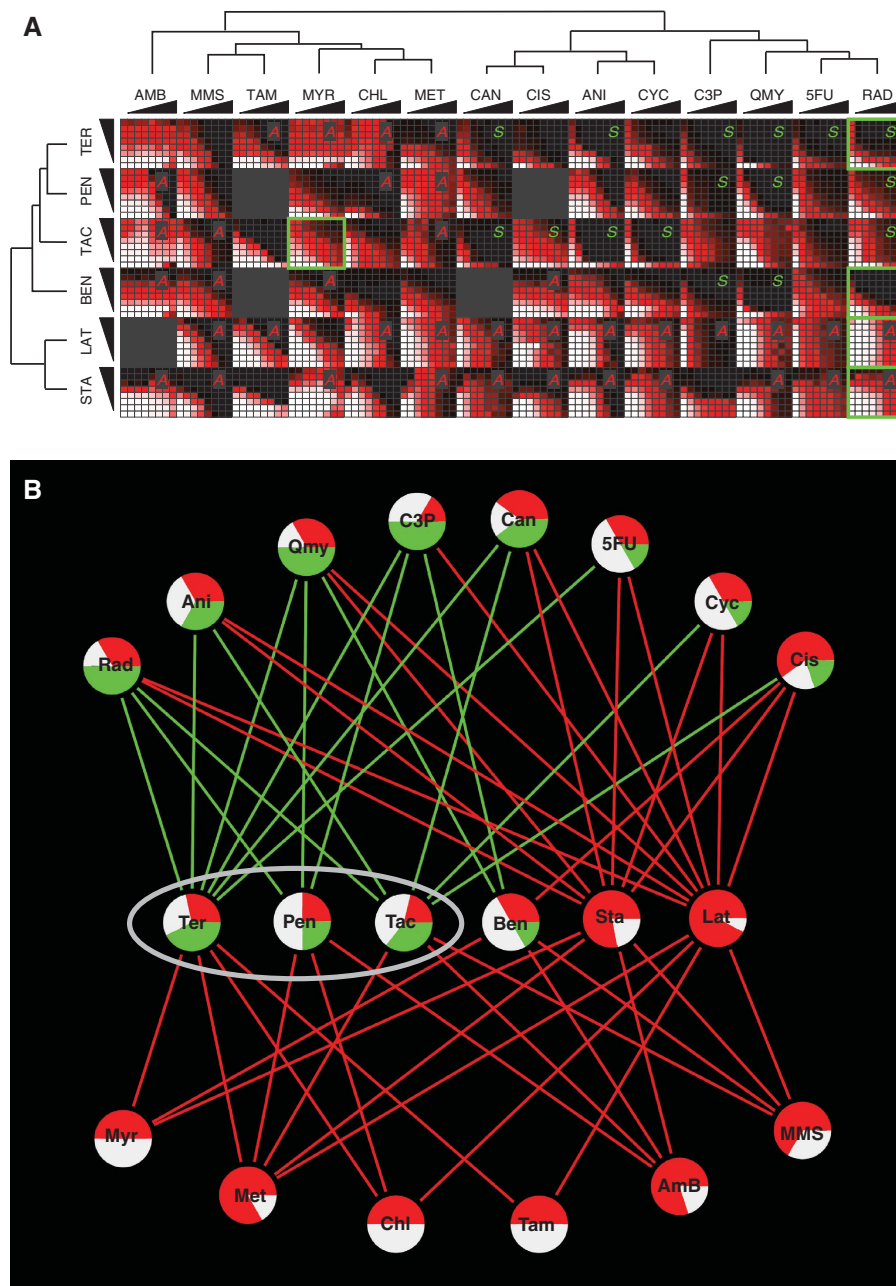 A
AMB MMS TAM MYR CHL MET CAN CIS ANI CYC C3P QMY 5FU RAD
TER A A A A S S S S S S S S
PEN A A A S S S
TAC A A A S S S S
BEN A A A A S S
LAT A A A A A A A A A A A A
STA A A A A A A A A A A A
B
C3P Can
Qmy 5FU
Ani Cyc
Rad Cis
Ter Pen Tac Ben Sta Lat
Myr MMS
Met AmB
Chl Tam